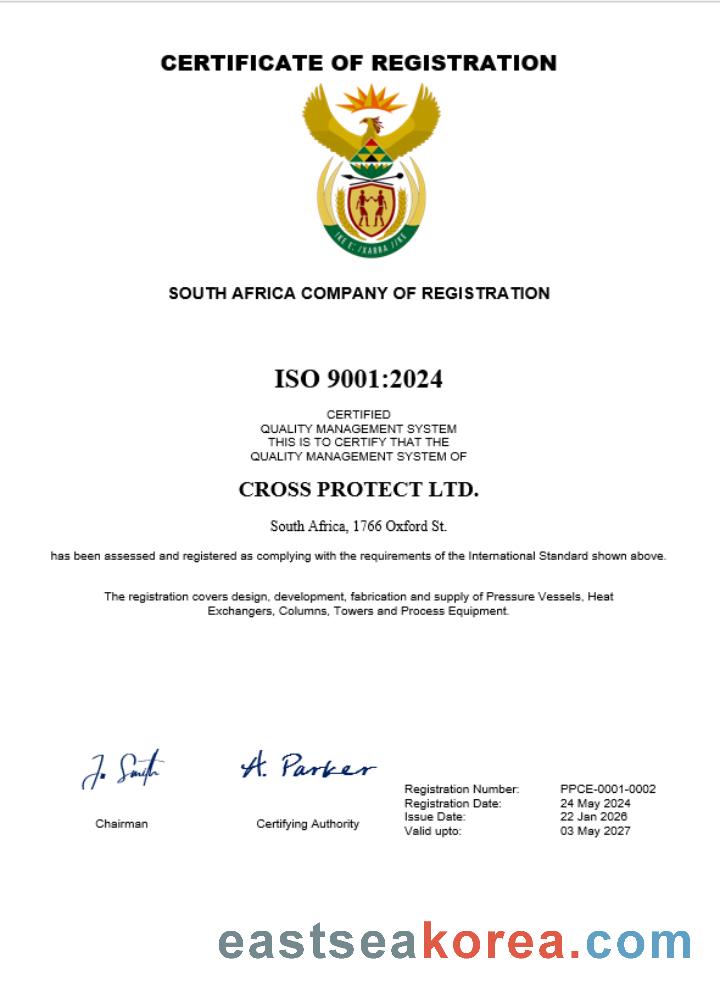 CERTIFICATE OF REGISTRATION
SOUTH AFRICA COMPANY OF REGISTRATION
ISO 9001:2024
CERTIFIED
QUALITY MANAGEMENT SYSTEM
THIS IS TO CERTIFY THAT THE
QUALITY MANAGEMENT SYSTEM OF
CROSS PROTECT LTD.
South Africa, 1766 Oxford St.
has been assessed and registered as complying with the requirements of the International Standard shown above.
The registration covers design, development, fabrication and supply of Pressure Vessels, Heat
Exchangers, Columns, Towers and Process Equipment.
J. Smith
A. Parker
Chairman
Certifying Authority
Registration Number: PPCE-0001-0002
Registration Date: 24 May 2024
Issue Date: 22 Jan 2026
Valid upto: 03 May 2027
eastseakorea.com